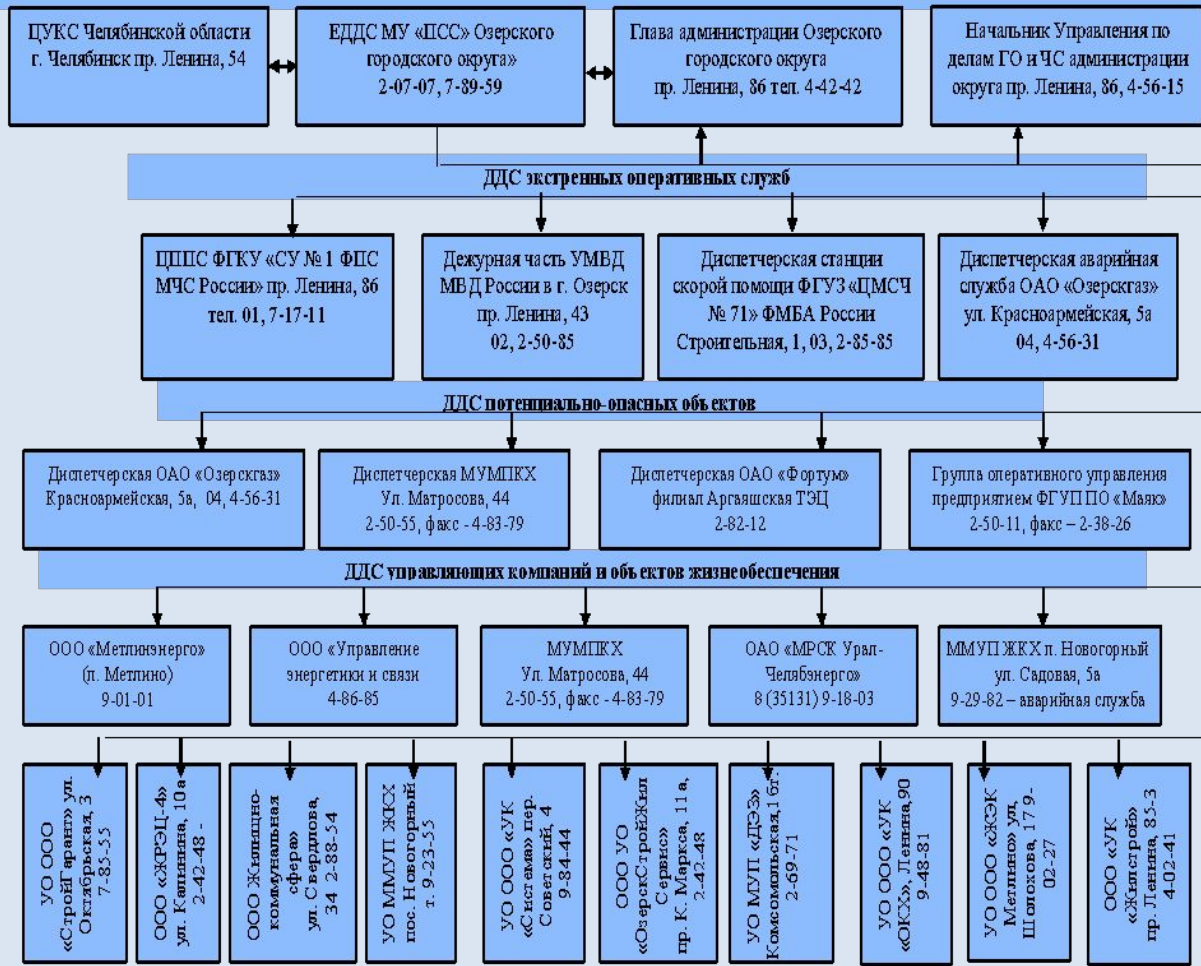 ЦУКС Челябинской области
г. Челябинск пр. Ленина, 54
ЕДДС МУ «ПСС» Озерского
городского округа»
2-07-07, 7-89-59
Глава администрации Озерского
городского округа
пр. Ленина, 86 тел. 4-42-42
Начальник Управления по
делам ГО и ЧС администрации
округа пр. Ленина, 86, 4-56-15
ДДС экстренных оперативных служб
ЦППС ФГКУ «СУ № 1 ФПС
МЧС России» пр. Ленина, 86
тел. 01, 7-17-11
Дежурная часть УМВД
МВД России в г. Озерск
пр. Ленина, 43
02, 2-50-85
Диспетчерская станции
скорой помощи ФГУЗ «ЦМСЧ
№ 71» ФМБА России
Строительная, 1, 03, 2-85-85
Диспетчерская аварийная
служба ОАО «Озерскгаз»
ул. Красноармейская, 5а
04, 4-56-31
ДДС потенциально-опасных объектов
Диспетчерская ОАО «Озерскгаз»
Красноармейская, 5а, 04, 4-56-31
Диспетчерская МУМПКХ
Ул. Матросова, 44
2-50-55, факс - 4-83-79
Диспетчерская ОАО «Фортум»
филиал Аргаяшская ТЭЦ
2-82-12
Группа оперативного управления
предприятием ФГУП ПО «Маяк»
2-50-11, факс – 2-38-26
ДДС управляющих компаний и объектов жизнеобеспечения
ООО «Метлинэнерго»
(п. Метлино)
9-01-01
ООО «Управление
энергетики и связи
4-86-85
МУМПКХ
Ул. Матросова, 44
2-50-55, факс - 4-83-79
ОАО «МРСК Урал-
Челябэнерго»
8 (35131) 9-18-03
ММУП ЖКХ п. Новогорный
ул. Садовая, 5а
9-29-82 – аварийная служба
УО ООО
«СтройГарант» ул.
Октябрьская, 3
7-85-55
ООО «ЖРЭЦ-4»
ул. Калинина, 10а
2-42-48 -
ООО Жилищно-
коммунальная
сфера»
ул. Свердлова,
34 2-88-54
УО ММУП ЖКХ
пос. Новогорный
т. 9-23-55
УО ООО «УК
«Система» пер.
Советский, 4
9-84-44
ООО УО
«ОзерскСтройЖил
Сервис»
пр. К. Маркса, 11а,
2-42-48
УО МУП «ДЭЗ»
Комсомольская,16г.
2-69-71
УО ООО «УК
«ОКХ», Ленина,90
9-48-81
УО ООО «ЖЭК
Метлино» ул,
Шолохова, 17 9-
02-27
ООО «УК
«Жилстрой»
пр. Ленина, 85-3
4-02-41